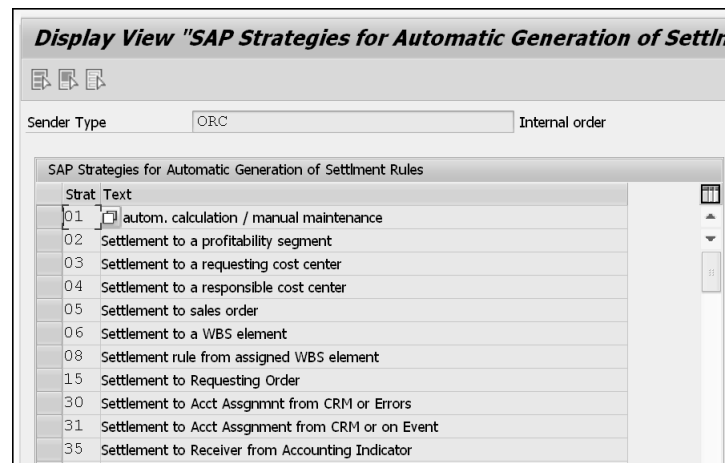 Display View "SAP Strategies for Automatic Generation of Settln
Sender Type ORC Internal order
SAP Strategies for Automatic Generation of Settlment Rules
Strat Text
01 autom. calculation / manual maintenance
02 Settlement to a profitability segment
03 Settlement to a requesting cost center
04 Settlement to a responsible cost center
05 Settlement to sales order
06 Settlement to a WBS element
08 Settlement rule from assigned WBS element
15 Settlement to Requesting Order
30 Settlement to Acct Assgnmnt from CRM or Errors
31 Settlement to Acct Assgnment from CRM or on Event
35 Settlement to Receiver from Accounting Indicator